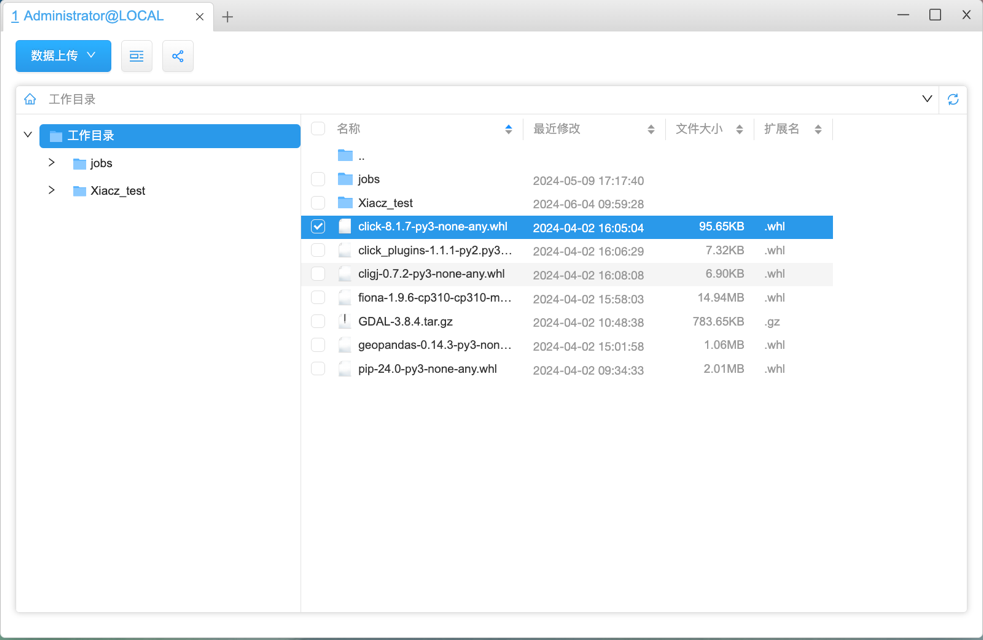 1 Administrator@LOCAL
数据上传
工作目录
工作目录
jobs
Xiacz_test
名称 最近修改 文件大小 扩展名
..
jobs 2024-05-09 17:17:40
Xiacz_test 2024-06-04 09:59:28
click-8.1.7-py3-none-any.whl 2024-04-02 16:05:04 95.65KB .whl
click_plugins-1.1.1-py2.py3... 2024-04-02 16:06:29 7.32KB .whl
cligj-0.7.2-py3-none-any.whl 2024-04-02 16:08:08 6.90KB .whl
fiona-1.9.6-cp310-cp310-m... 2024-04-02 15:58:03 14.94MB .whl
GDAL-3.8.4.tar.gz 2024-04-02 10:48:38 783.65KB .gz
geopandas-0.14.3-py3-non... 2024-04-02 15:01:58 1.06MB .whl
pip-24.0-py3-none-any.whl 2024-04-02 09:34:33 2.01MB .whl